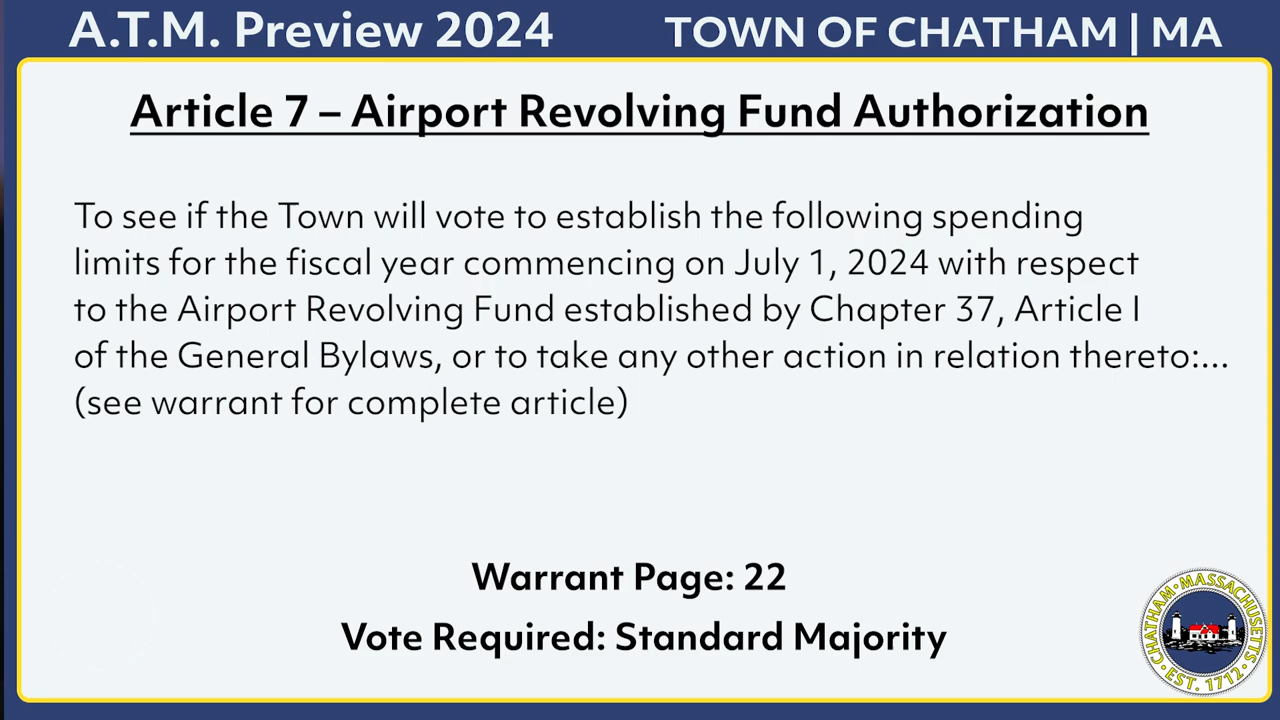 A.T.M. Preview 2024
TOWN OF CHATHAM | MA
Article 7 – Airport Revolving Fund Authorization
To see if the Town will vote to establish the following spending
limits for the fiscal year commencing on July 1, 2024 with respect
to the Airport Revolving Fund established by Chapter 37, Article I
of the General Bylaws, or to take any other action in relation thereto:...
(see warrant for complete article)
Warrant Page: 22
Vote Required: Standard Majority
CHATHAM · MASSACHUSETTS
· EST. 1712 ·